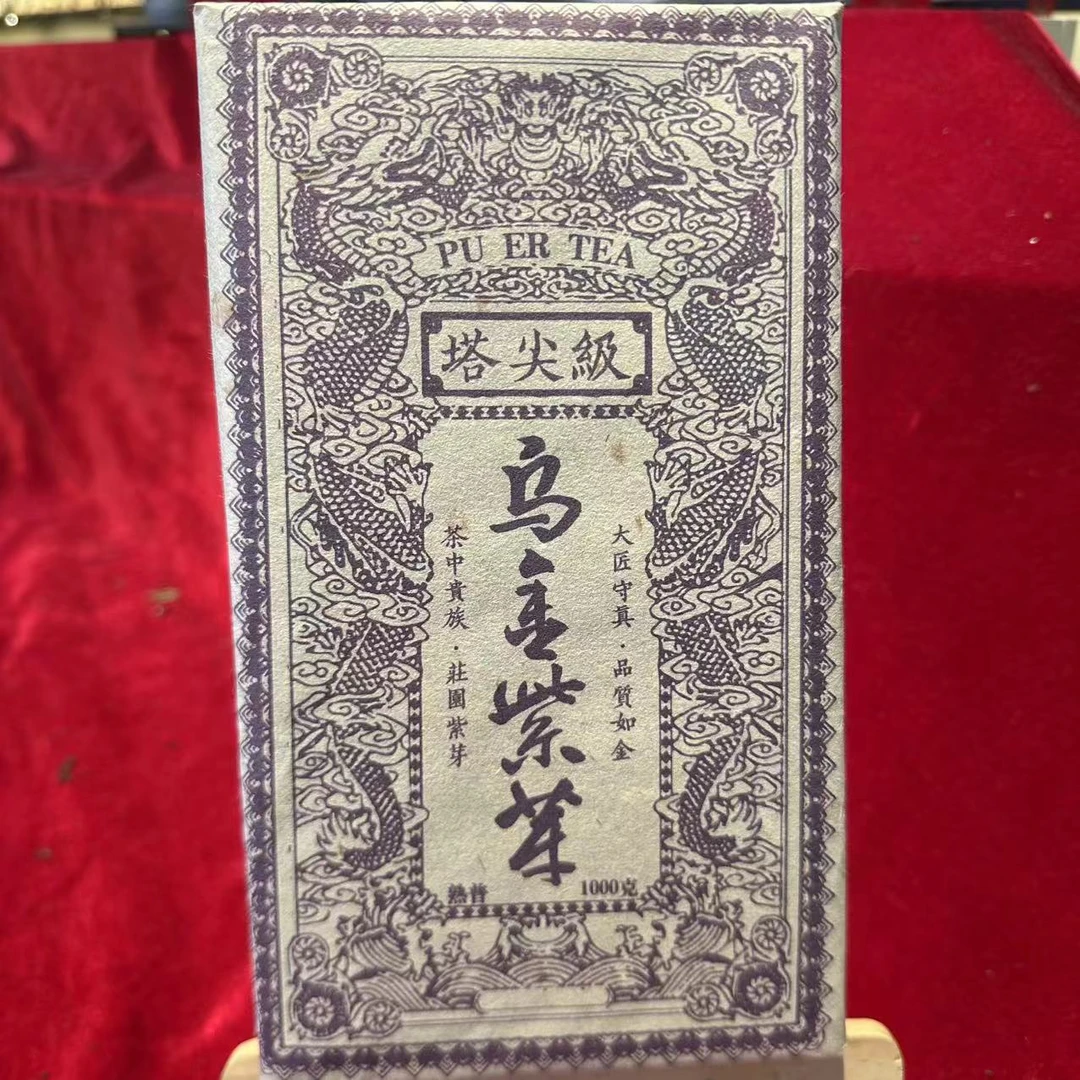 PU ER TEA
塔尖級
烏金紫芽
大匠守真·品質如金
茶中貴族·莊園紫芽
熟普
1000克